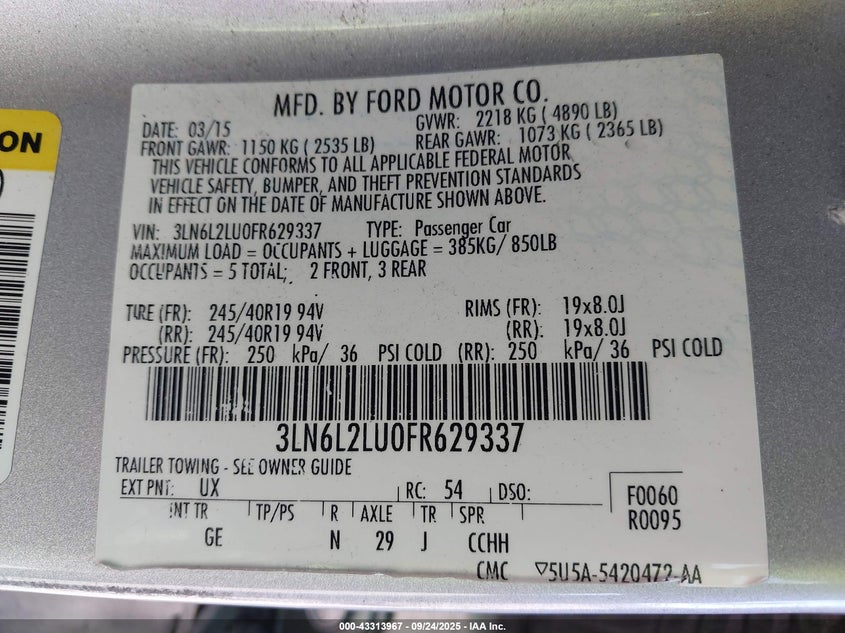 ON
MFD. BY FORD MOTOR CO.
DATE: 03/15 GVWR: 2218 KG ( 4890 LB)
FRONT GAWR: 1150 KG ( 2535 LB) REAR GAWR: 1073 KG ( 2365 LB)
THIS VEHICLE CONFORMS TO ALL APPLICABLE FEDERAL MOTOR
VEHICLE SAFETY, BUMPER, AND THEFT PREVENTION STANDARDS
IN EFFECT ON THE DATE OF MANUFACTURE SHOWN ABOVE.
VIN: 3LN6L2LU0FR629337 TYPE: Passenger Car
MAXIMUM LOAD = OCCUPANTS + LUGGAGE = 385KG/ 850LB
OCCUPANTS = 5 TOTAL; 2 FRONT, 3 REAR
TIRE (FR): 245/40R19 94V RIMS (FR): 19x8.0J
(RR): 245/40R19 94V (RR): 19x8.0J
PRESSURE (FR): 250 kPa/ 36 PSI COLD (RR): 250 kPa/ 36 PSI COLD
3LN6L2LU0FR629337
TRAILER TOWING - SEE OWNER GUIDE
EXT PNT: UX RC: 54 DSO: F0060
INT TR TP/PS R AXLE TR SPR R0095
GE N 29 J CCHH
CMC ▽5U5A-5420472-AA
000-43313967 - 09/24/2025 - IAA Inc.